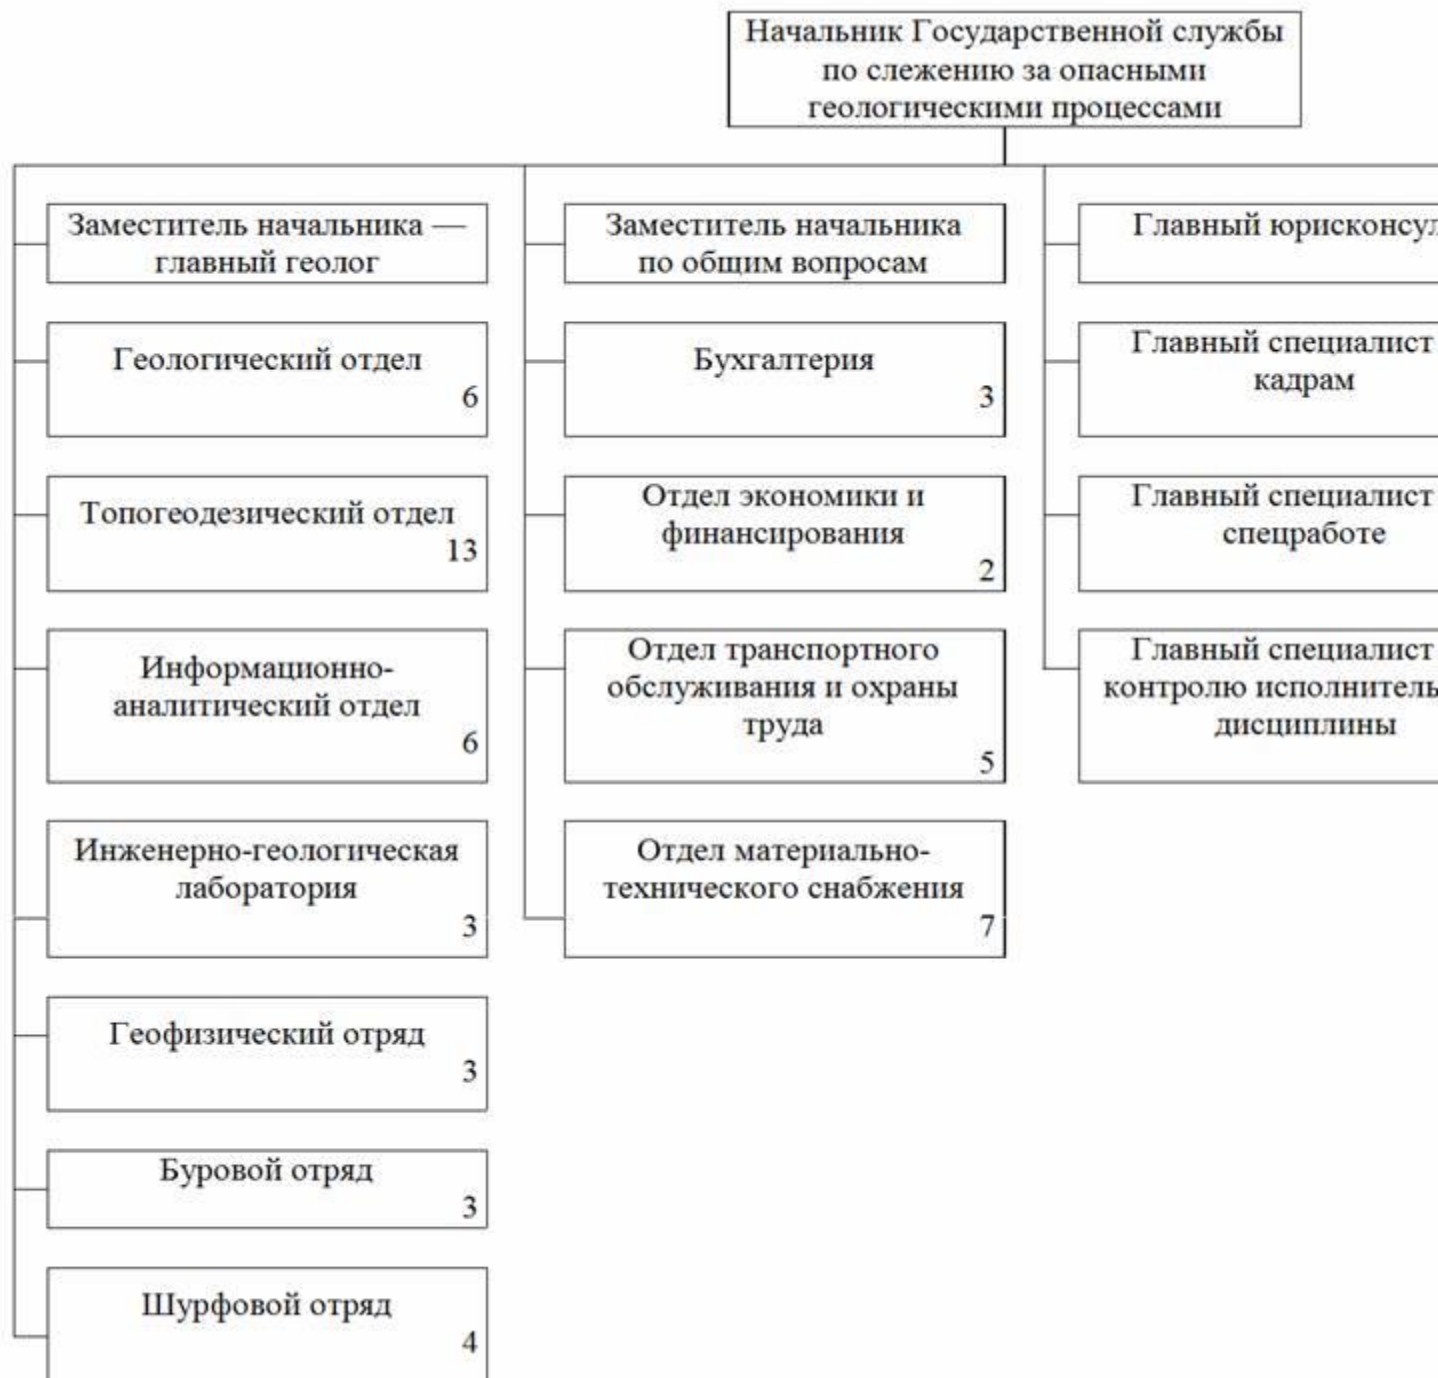 Начальник Государственной службы
по слежению за опасными
геологическими процессами
Заместитель начальника —
главный геолог
Геологический отдел
6
Топогеодезический отдел
13
Информационно-
аналитический отдел
6
Инженерно-геологическая
лаборатория
3
Геофизический отряд
3
Буровой отряд
3
Шурфовой отряд
4
Заместитель начальника
по общим вопросам
Бухгалтерия
3
Отдел экономики и
финансирования
2
Отдел транспортного
обслуживания и охраны
труда
5
Отдел материально-
технического снабжения
7
Главный юрисконсул
Главный специалист
кадрам
Главный специалист
спецработе
Главный специалист
контролю исполнитель
дисциплины